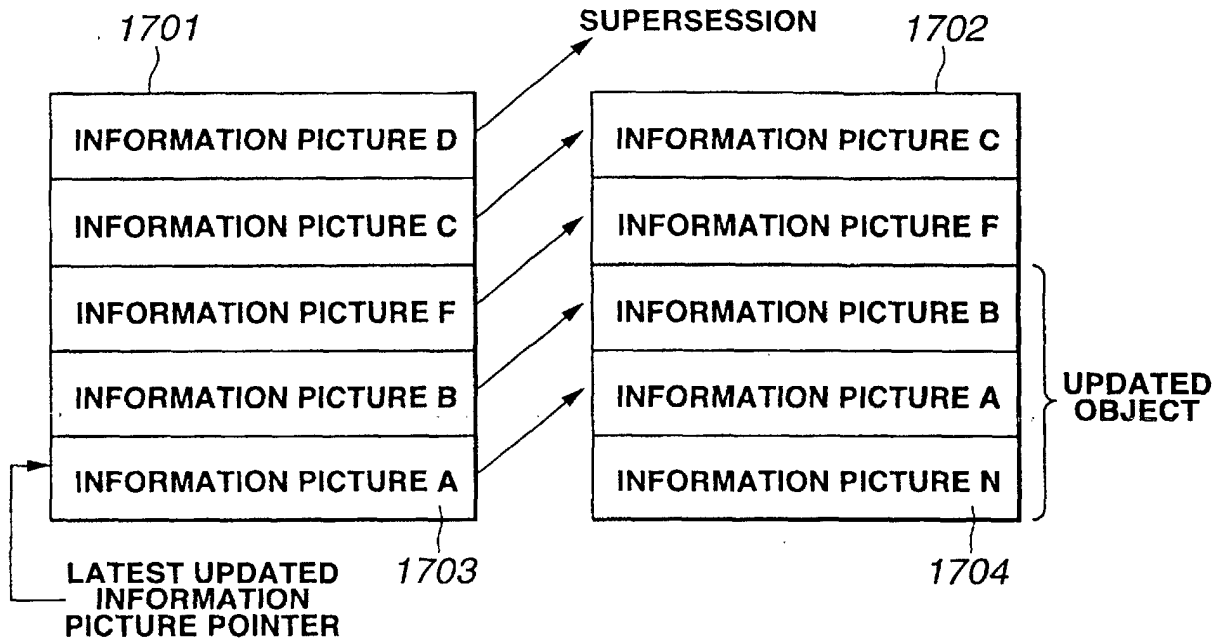 1701
SUPERSESSION
1702
INFORMATION PICTURE D
INFORMATION PICTURE C
INFORMATION PICTURE F
INFORMATION PICTURE B
INFORMATION PICTURE A
1703
LATEST UPDATED
INFORMATION
PICTURE POINTER
INFORMATION PICTURE C
INFORMATION PICTURE F
INFORMATION PICTURE B
INFORMATION PICTURE A
INFORMATION PICTURE N
1704
UPDATED
OBJECT